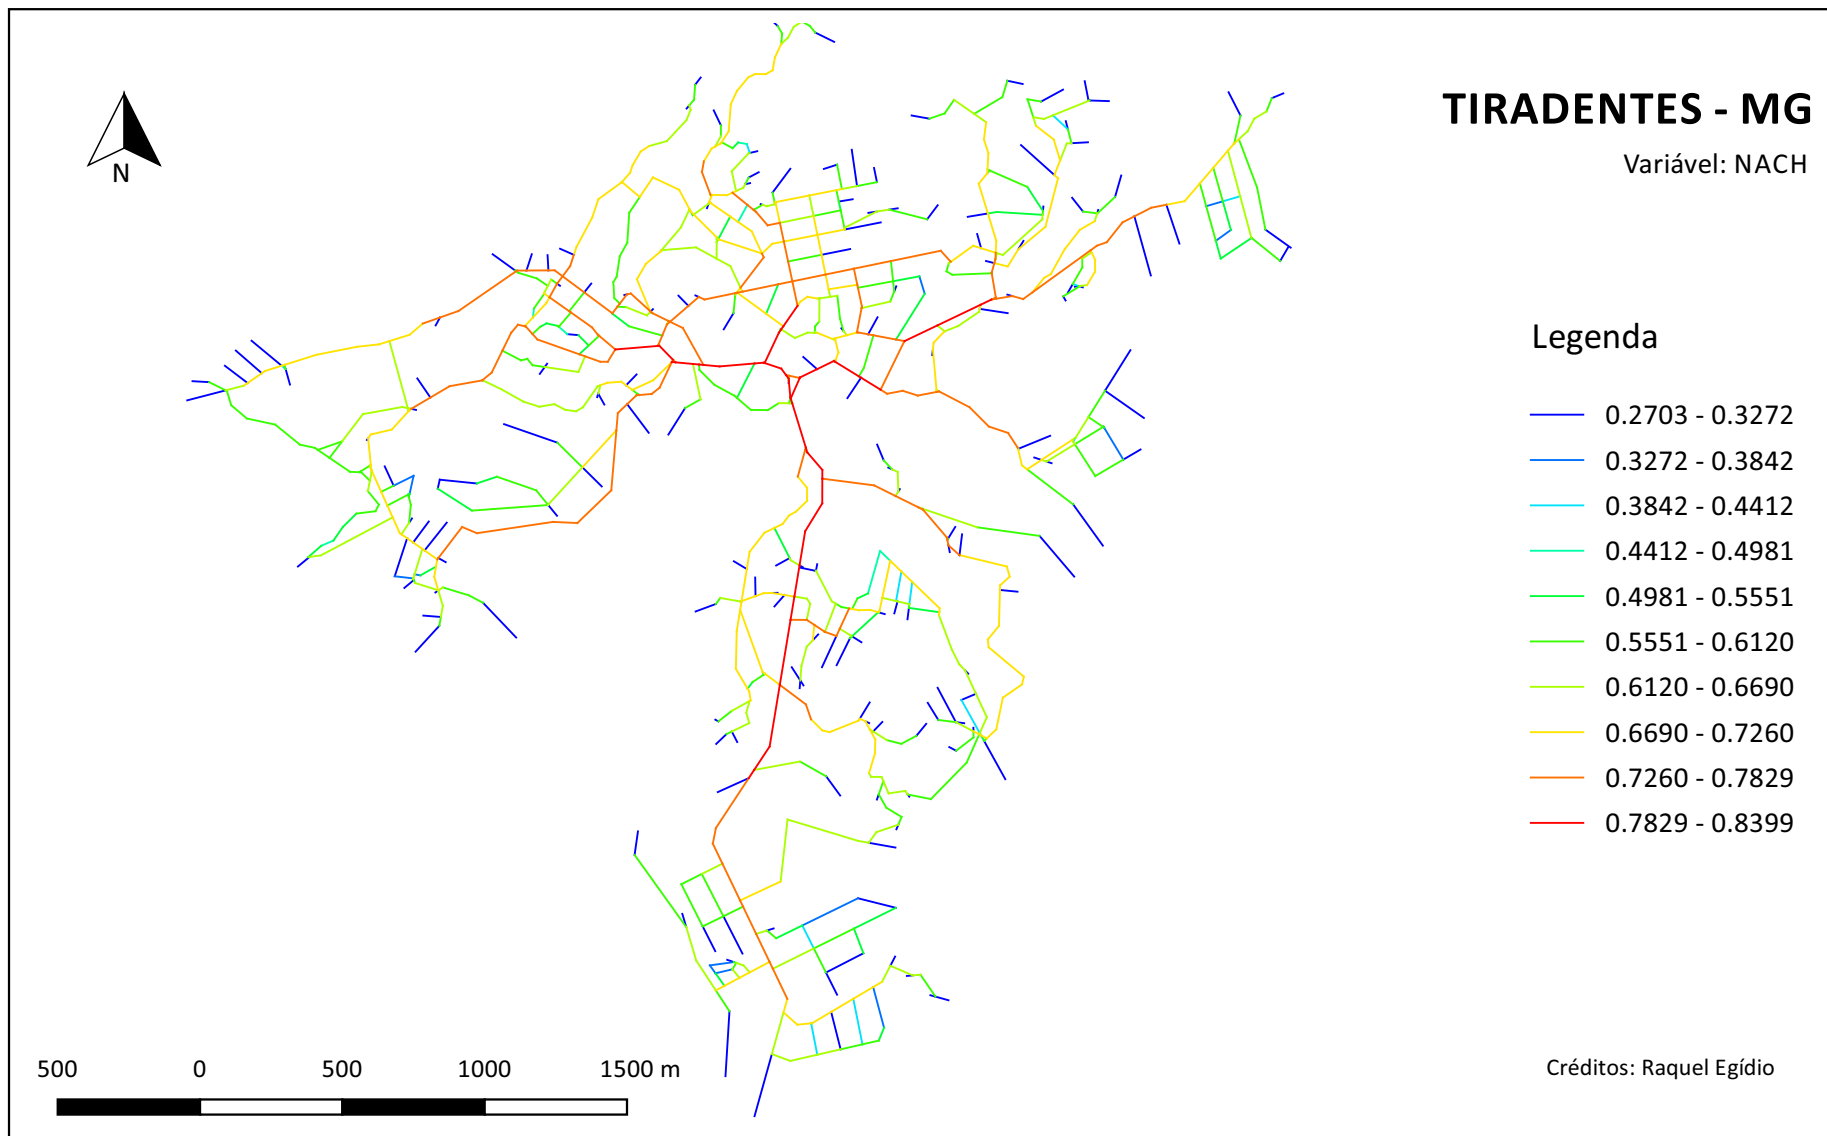 TIRADENTES - MG
Variável: NACH
N
Legenda
0.2703 - 0.3272
0.3272 - 0.3842
0.3842 - 0.4412
0.4412 - 0.4981
0.4981 - 0.5551
0.5551 - 0.6120
0.6120 - 0.6690
0.6690 - 0.7260
0.7260 - 0.7829
0.7829 - 0.8399
500 0 500 1000 1500 m
Créditos: Raquel Egídio